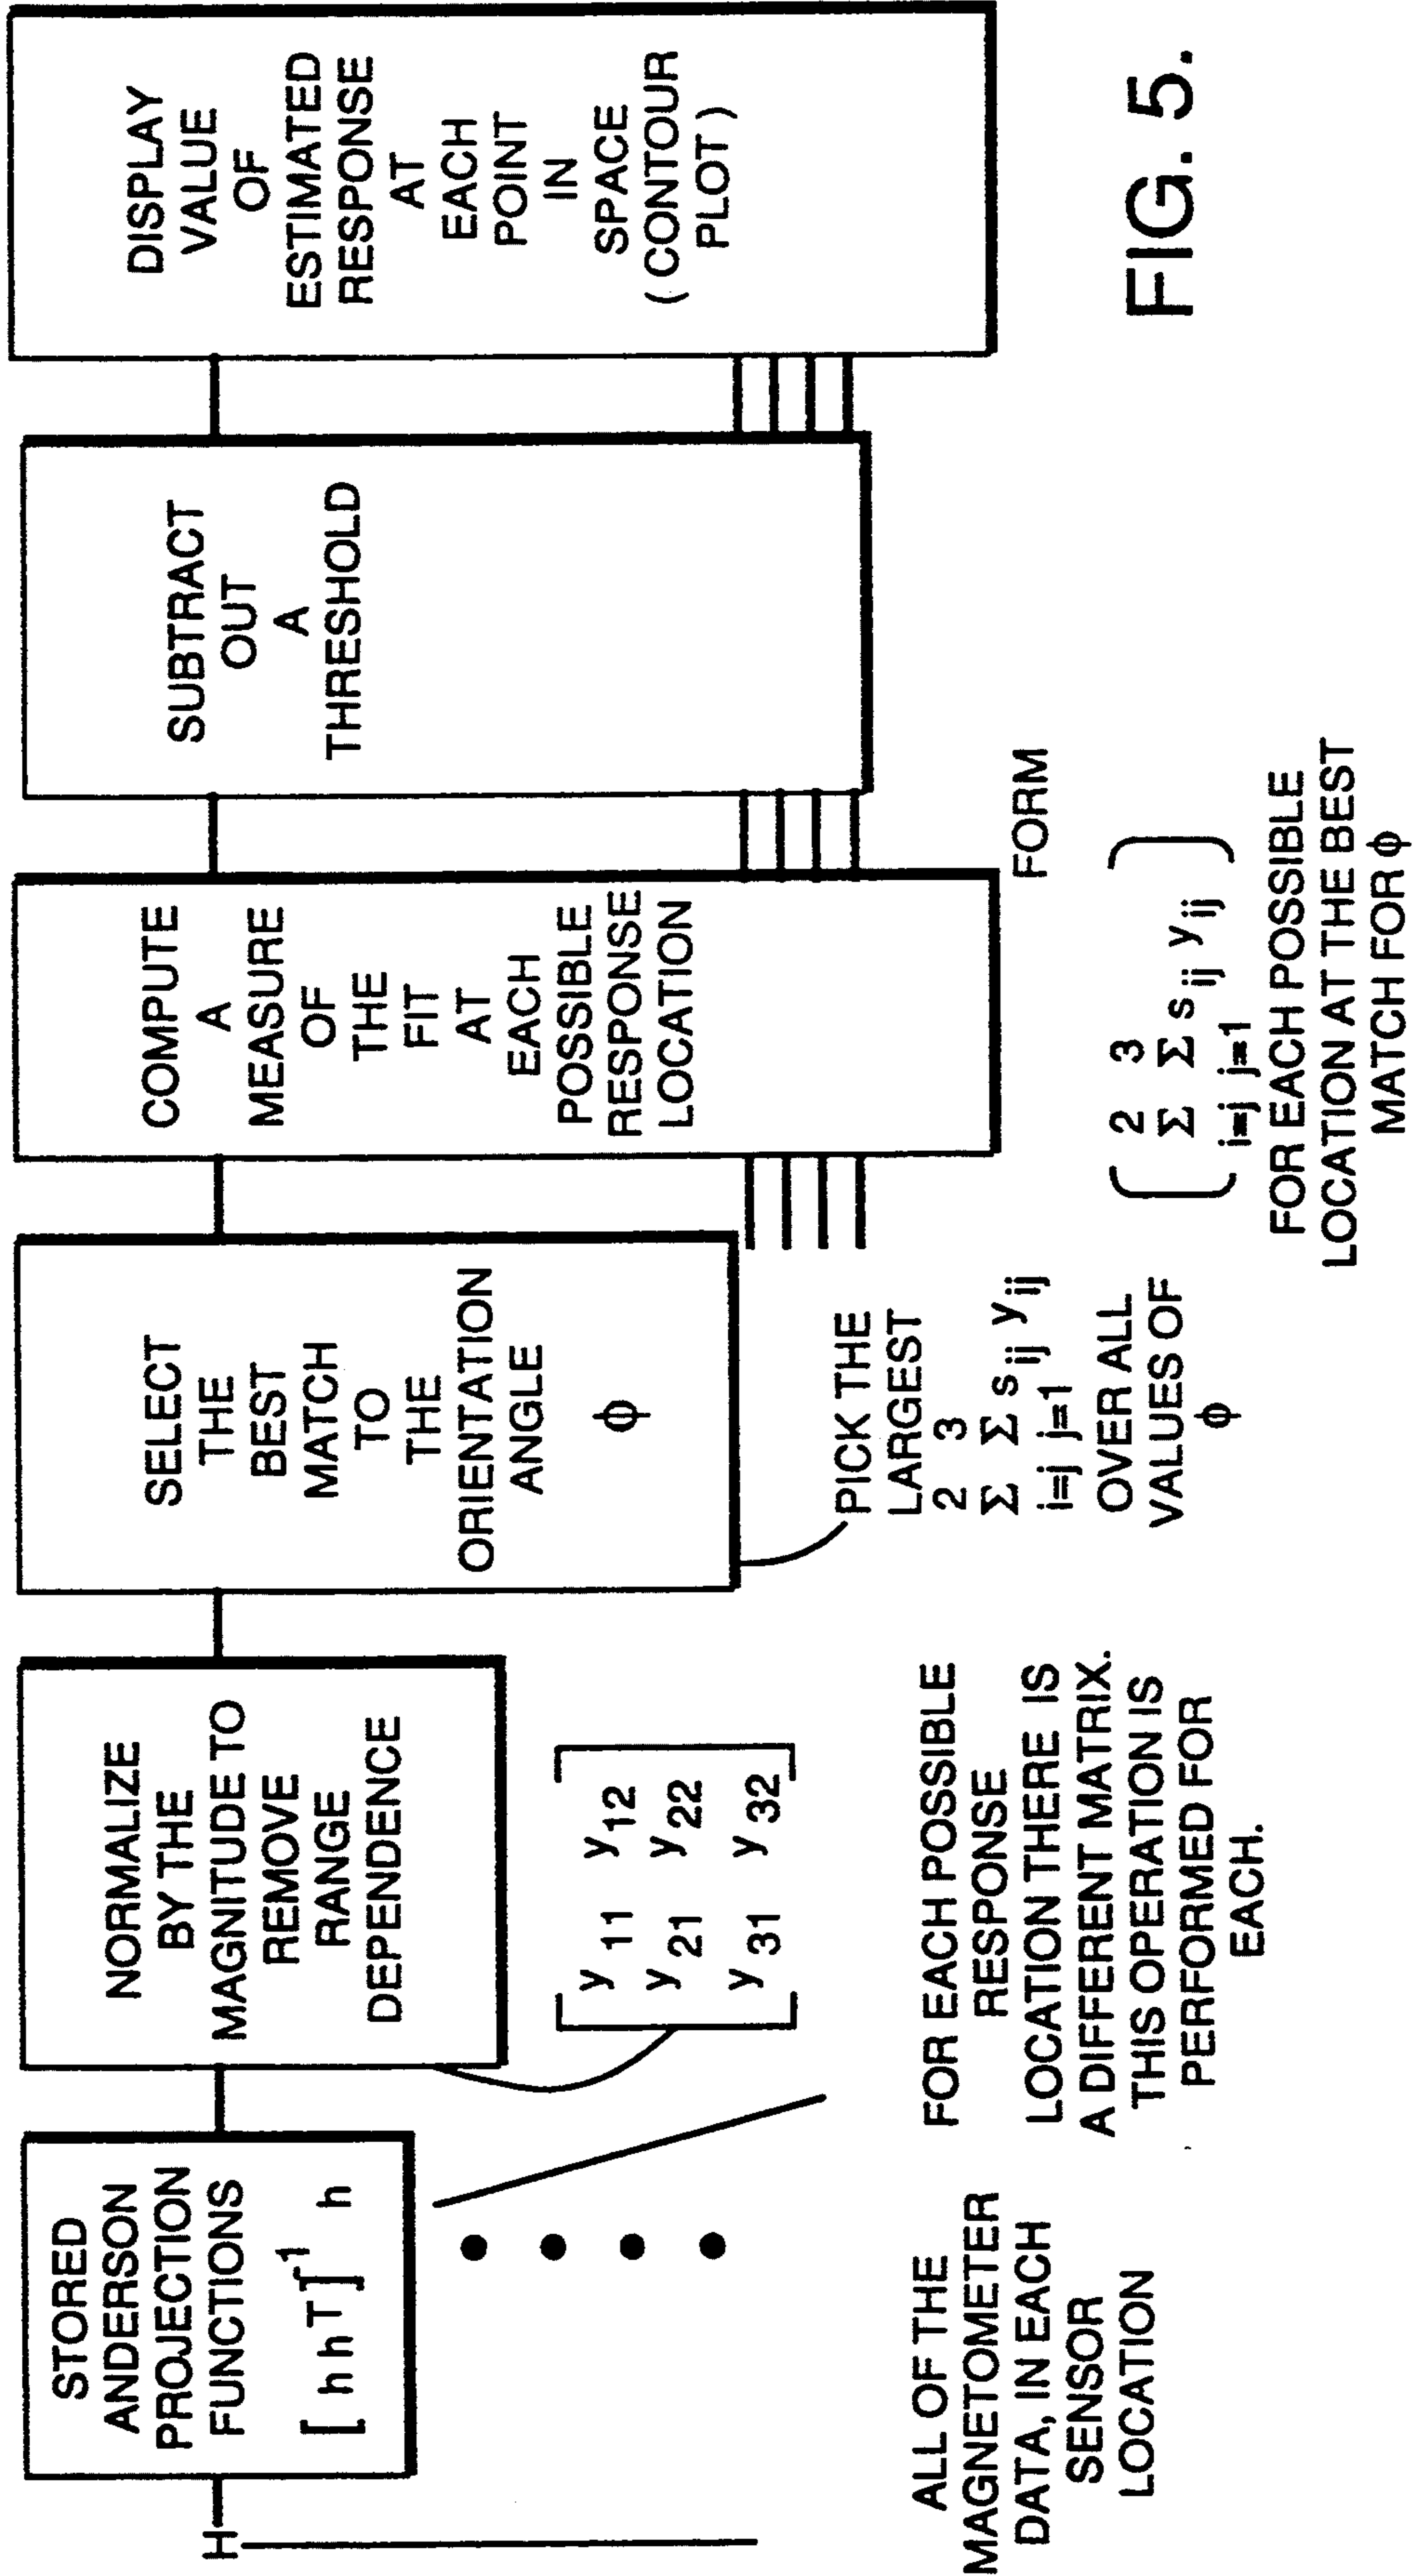 H
STORED
ANDERSON
PROJECTION
FUNCTIONS
[ h h T ] -1 h
ALL OF THE
MAGNETOMETER
DATA, IN EACH
SENSOR
LOCATION
NORMALIZE
BY THE
MAGNITUDE TO
REMOVE
RANGE
DEPENDENCE
y 11 y 12
y 21 y 22
y 31 y 32
FOR EACH POSSIBLE
RESPONSE
LOCATION THERE IS
A DIFFERENT MATRIX.
THIS OPERATION IS
PERFORMED FOR
EACH.
SELECT
THE
BEST
MATCH
TO
THE
ORIENTATION
ANGLE
ϕ
PICK THE
LARGEST
2 3
Σ Σ s ij y ij
i=j j=1
OVER ALL
VALUES OF
ϕ
COMPUTE
A
MEASURE
OF
THE
FIT
AT
EACH
POSSIBLE
RESPONSE
LOCATION
FORM
2 3
( Σ Σ s ij y ij )
i=j j=1
FOR EACH POSSIBLE
LOCATION AT THE BEST
MATCH FOR ϕ
SUBTRACT
OUT
A
THRESHOLD
DISPLAY
VALUE
OF
ESTIMATED
RESPONSE
AT
EACH
POINT
IN
SPACE
( CONTOUR
PLOT )
FIG. 5.